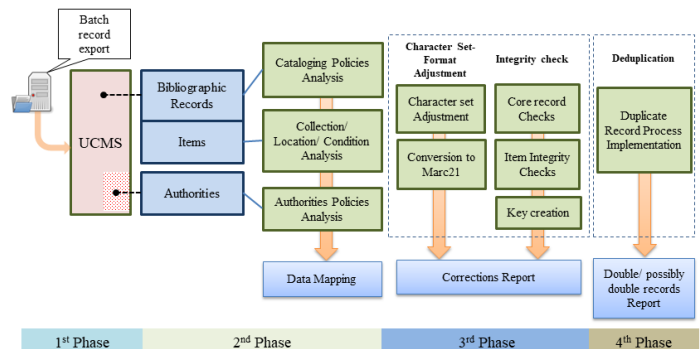 Batch
record
export
UCMS
Bibliographic
Records
Items
Authorities
Cataloging Policies
Analysis
Collection/
Location/ Condition
Analysis
Authorities Policies
Analysis
Data Mapping
Character Set-
Format
Adjustment
Character set
Adjustment
Conversion to
Marc21
Integrity check
Core record
Checks
Item Integrity
Checks
Key creation
Corrections Report
Deduplication
Duplicate
Record Process
Implementation
Double/ possibly
double records
Report
1st Phase
2nd Phase
3rd Phase
4th Phase